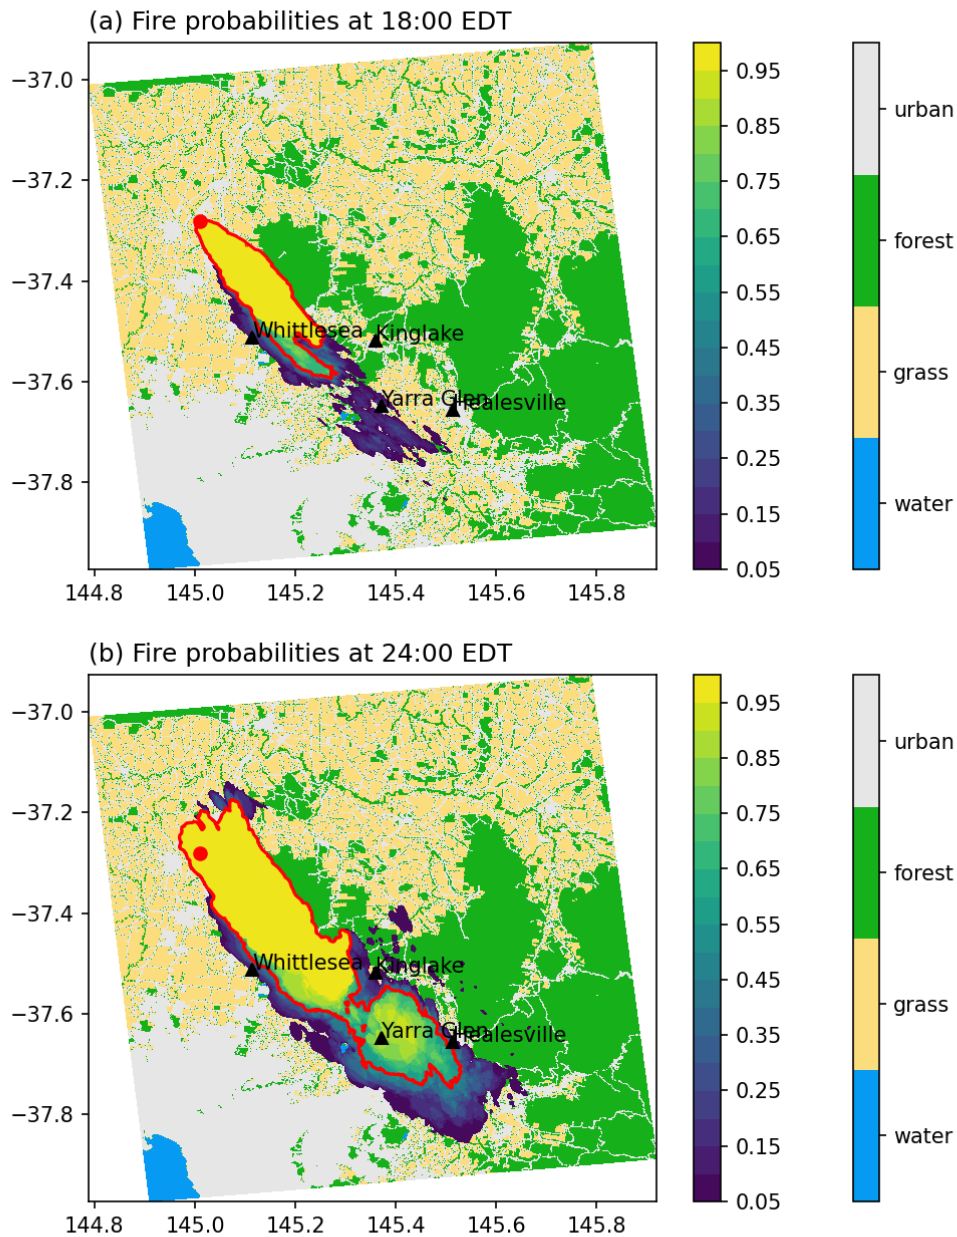 (a) Fire probabilities at 18:00 EDT
−37.0
−37.2
−37.4
−37.6
−37.8
144.8 145.0 145.2 145.4 145.6 145.8
Whittlesea
Kinglake
Yarra Glen
Healesville
0.95
0.85
0.75
0.65
0.55
0.45
0.35
0.25
0.15
0.05
urban
forest
grass
water
(b) Fire probabilities at 24:00 EDT
−37.0
−37.2
−37.4
−37.6
−37.8
144.8 145.0 145.2 145.4 145.6 145.8
Whittlesea
Kinglake
Yarra Glen
Healesville
0.95
0.85
0.75
0.65
0.55
0.45
0.35
0.25
0.15
0.05
urban
forest
grass
water